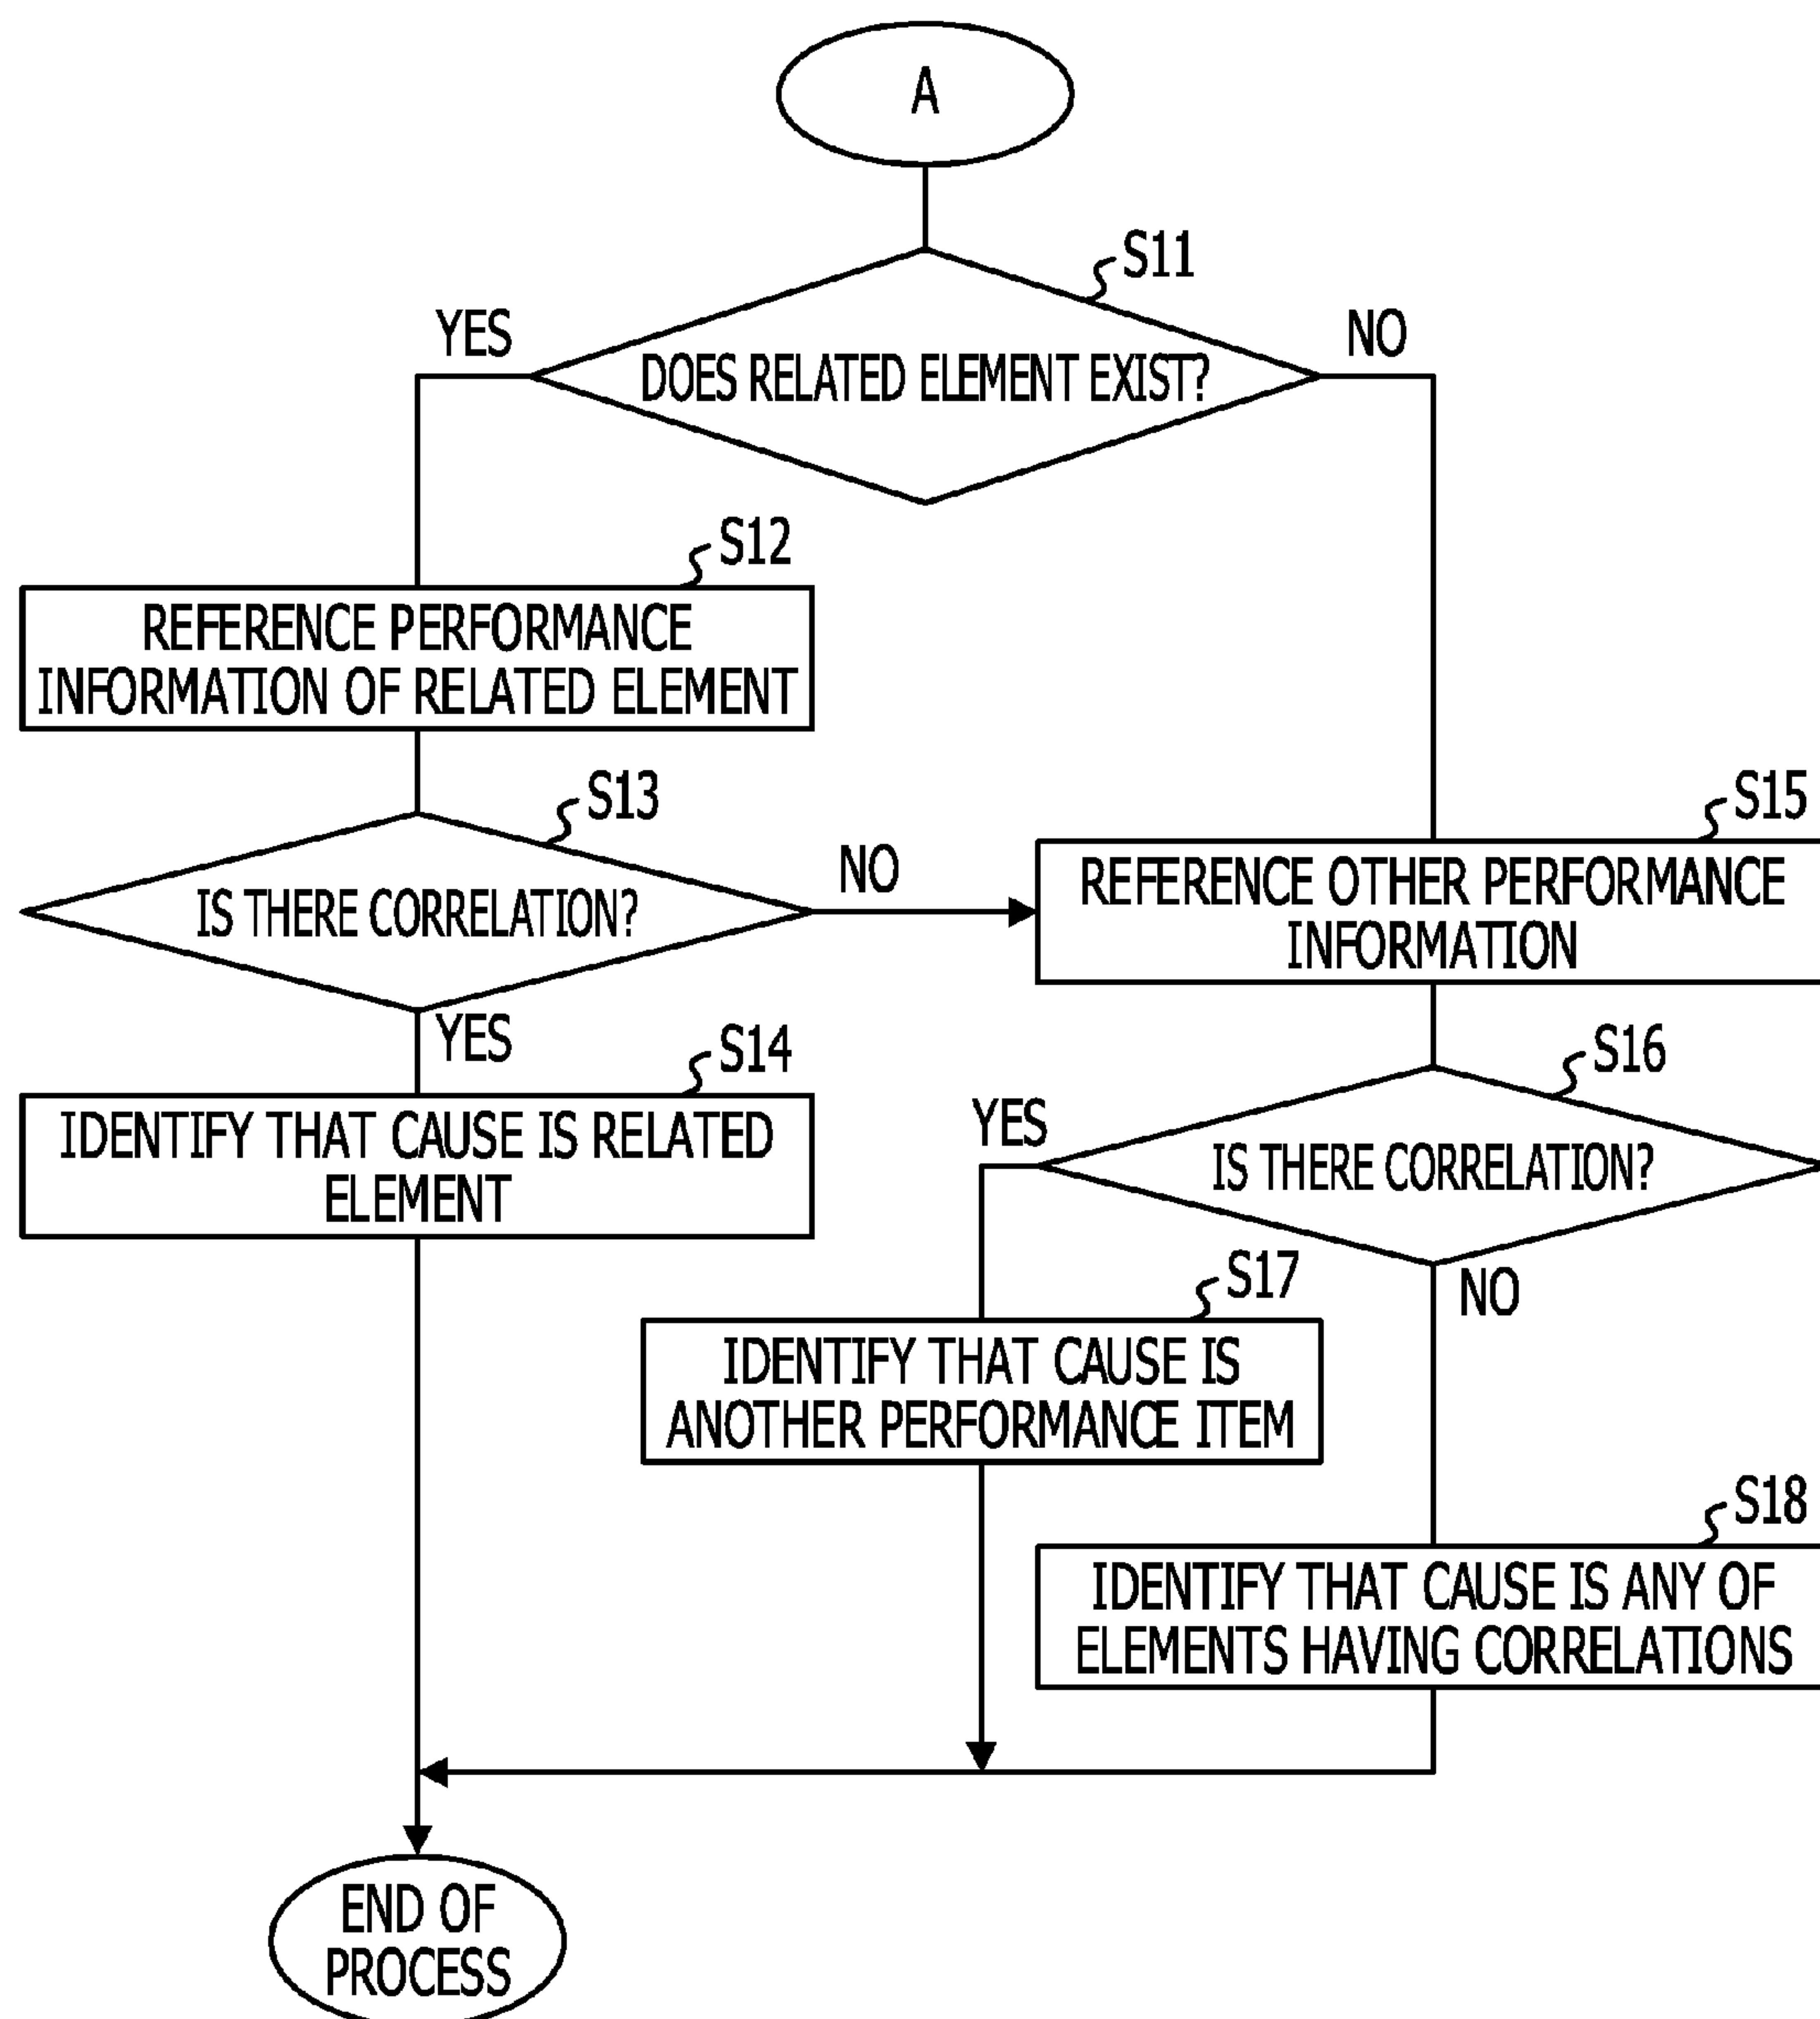 A
S11
YES
NO
DOES RELATED ELEMENT EXIST?
S12
REFERENCE PERFORMANCE
INFORMATION OF RELATED ELEMENT
S13
IS THERE CORRELATION?
NO
YES
S15
REFERENCE OTHER PERFORMANCE
INFORMATION
S14
IDENTIFY THAT CAUSE IS RELATED
ELEMENT
S16
YES
IS THERE CORRELATION?
NO
S17
IDENTIFY THAT CAUSE IS
ANOTHER PERFORMANCE ITEM
S18
IDENTIFY THAT CAUSE IS ANY OF
ELEMENTS HAVING CORRELATIONS
END OF
PROCESS